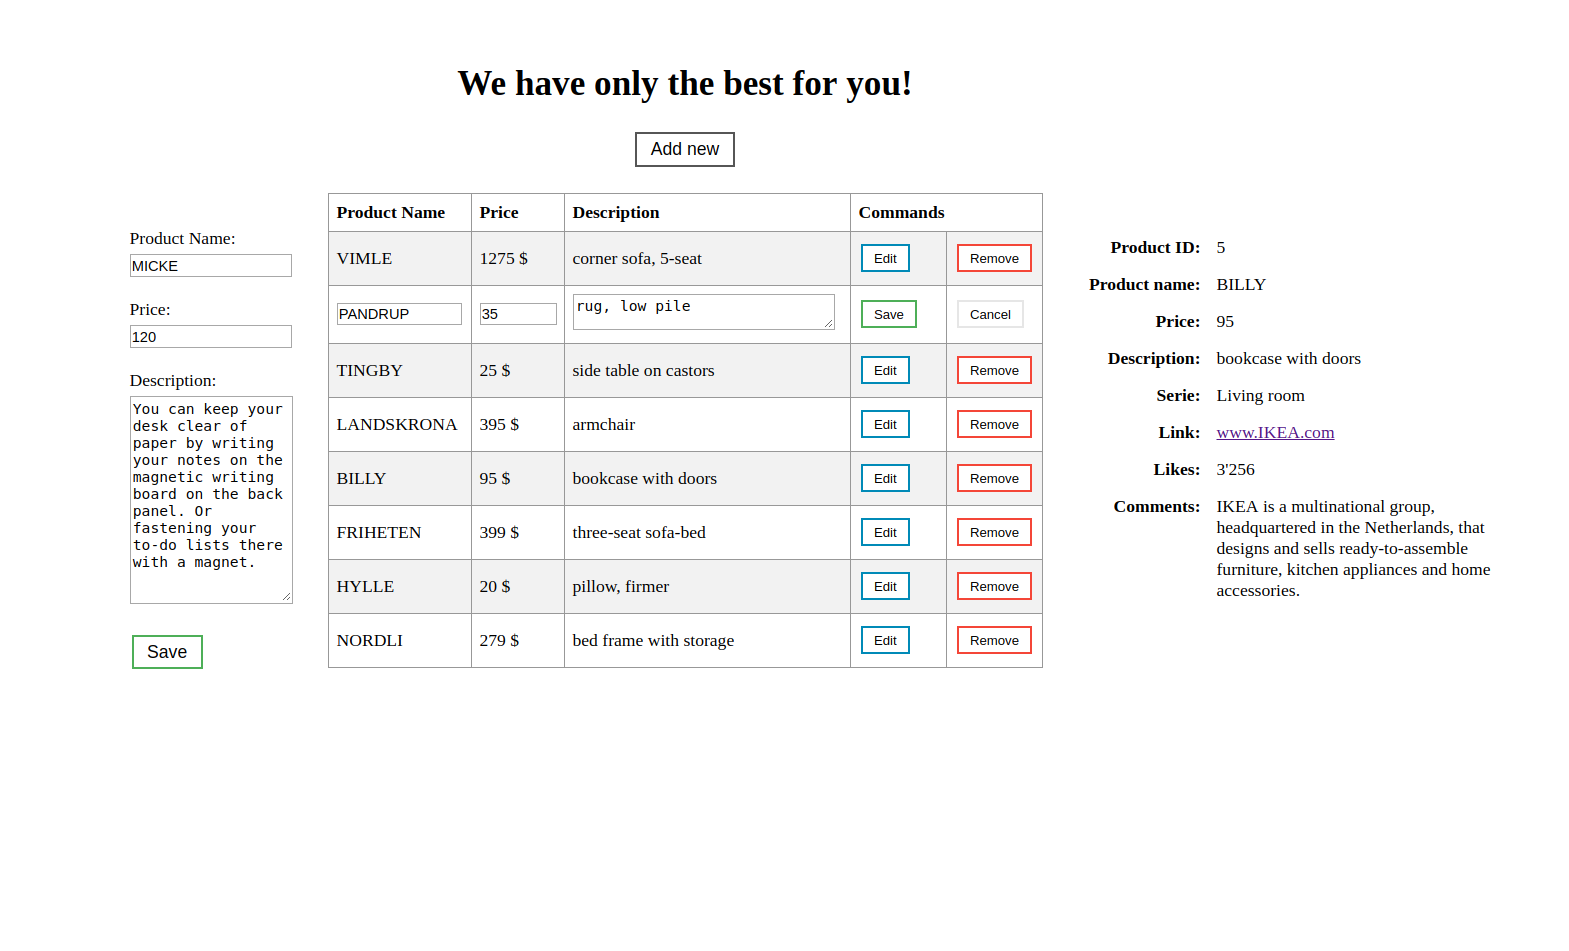 We have only the best for you!
Add new
Product Name:
MICKE
Price:
120
Description:
You can keep your
desk clear of
paper by writing
your notes on the
magnetic writing
board on the back
panel. Or
fastening your
to-do lists there
with a magnet.
Save
Product Name Price Description Commands
VIMLE 1275 $ corner sofa, 5-seat Edit Remove
PANDRUP 35 rug, low pile Save Cancel
TINGBY 25 $ side table on castors Edit Remove
LANDSKRONA 395 $ armchair Edit Remove
BILLY 95 $ bookcase with doors Edit Remove
FRIHETEN 399 $ three-seat sofa-bed Edit Remove
HYLLE 20 $ pillow, firmer Edit Remove
NORDLI 279 $ bed frame with storage Edit Remove
Product ID: 5
Product name: BILLY
Price: 95
Description: bookcase with doors
Serie: Living room
Link: www.IKEA.com
Likes: 3'256
Comments: IKEA is a multinational group,
headquartered in the Netherlands, that
designs and sells ready-to-assemble
furniture, kitchen appliances and home
accessories.